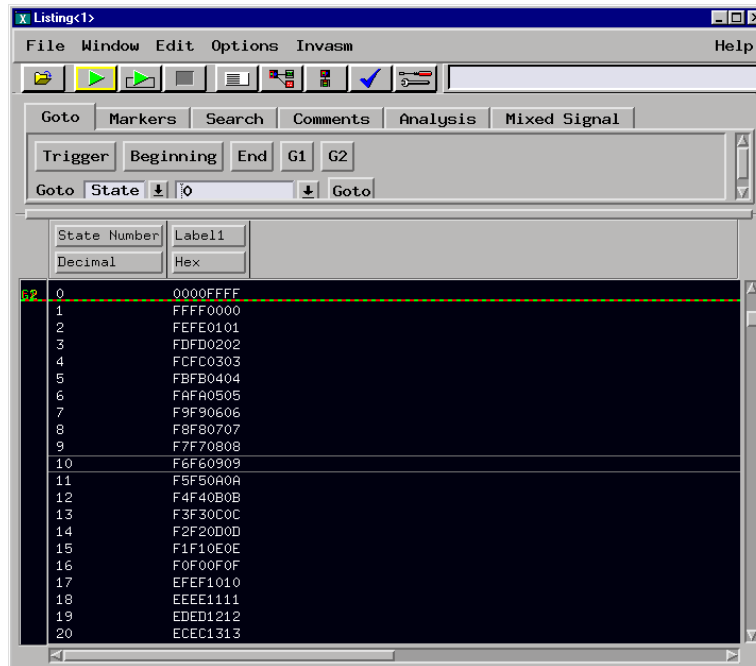 Listing<1>
File Window Edit Options Invasm Help
Goto Markers Search Comments Analysis Mixed Signal
Trigger Beginning End G1 G2
Goto State 0 Goto
State Number Label1
Decimal Hex
G2 0 0000FFFF
1 FFFF0000
2 FEFE0101
3 FDFD0202
4 FCFC0303
5 FBFB0404
6 FAFA0505
7 F9F90606
8 F8F80707
9 F7F70808
10 F6F60909
11 F5F50A0A
12 F4F40B0B
13 F3F30C0C
14 F2F20D0D
15 F1F10E0E
16 F0F00F0F
17 EFEF1010
18 EEEE1111
19 EDED1212
20 ECEC1313